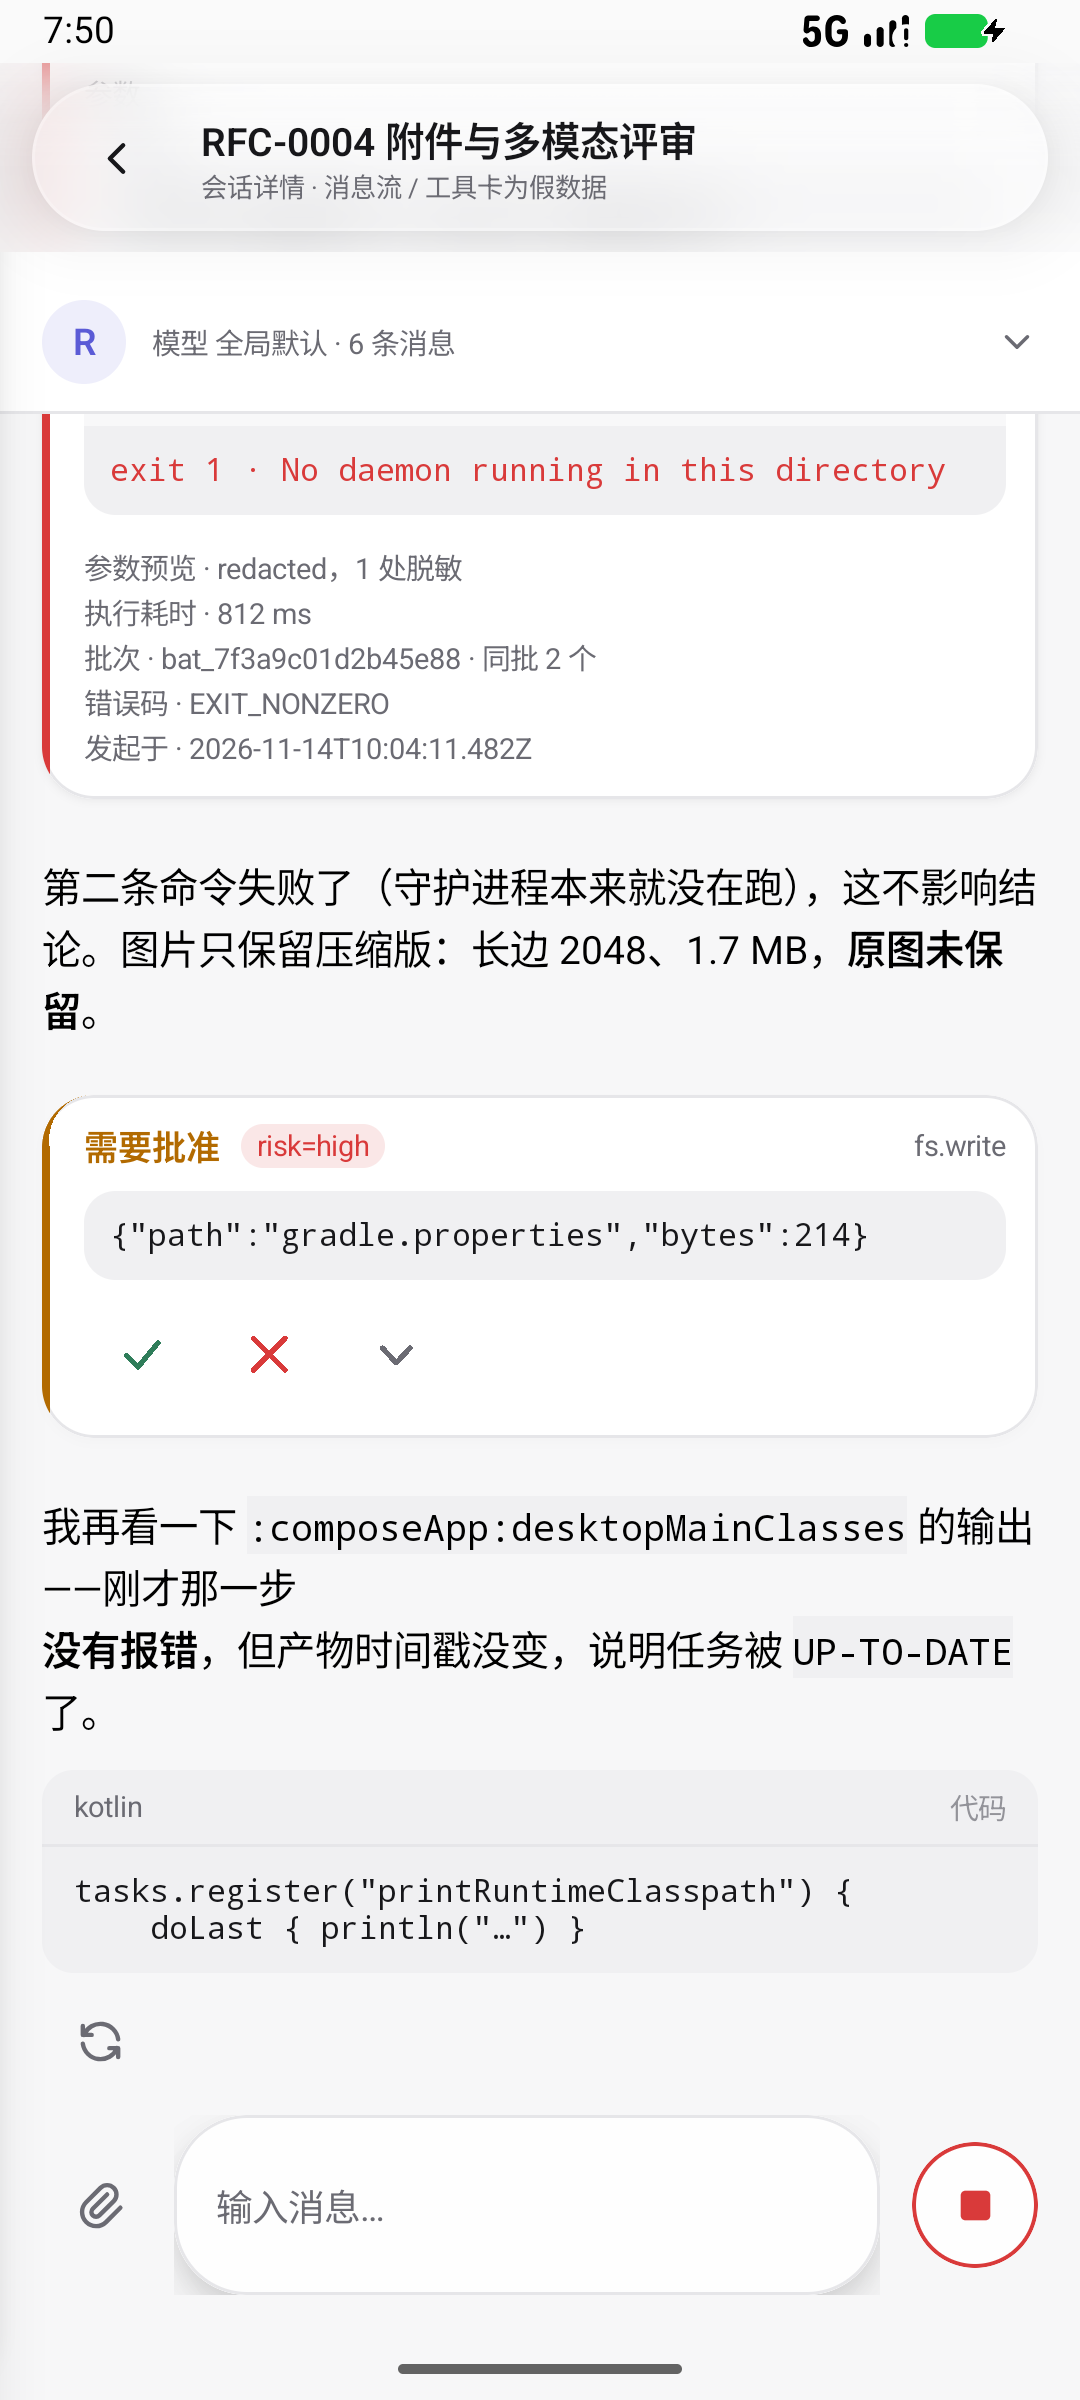 7:50
5G
参数
RFC-0004 附件与多模态评审
会话详情 · 消息流 / 工具卡为假数据
R
模型 全局默认 · 6 条消息
exit 1 · No daemon running in this directory
参数预览 · redacted，1 处脱敏
执行耗时 · 812 ms
批次 · bat_7f3a9c01d2b45e88 · 同批 2 个
错误码 · EXIT_NONZERO
发起于 · 2026-11-14T10:04:11.482Z
第二条命令失败了（守护进程本来就没在跑），这不影响结
论。图片只保留压缩版：长边 2048、1.7 MB，原图未保
留。
需要批准 risk=high fs.write
{"path":"gradle.properties","bytes":214}
我再看一下 :composeApp:desktopMainClasses 的输出
——刚才那一步
没有报错，但产物时间戳没变，说明任务被 UP-TO-DATE
了。
kotlin 代码
tasks.register("printRuntimeClasspath") {
    doLast { println("…") }
输入消息...